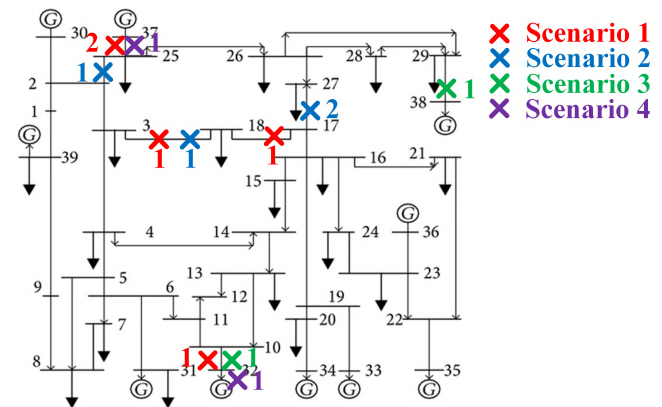 G G
30 37
2 1
25 26 28 29
Scenario 1
Scenario 2
Scenario 3
Scenario 4
1
2 27 1
38
1 2
G 3 18 17 G
1 1 1
39 16 21
15
G
4 14 24 36
13 23
5
9 6 12 19
7 11 20 22
10
1 1
8 31 32 34 33 35
1
G G G G G